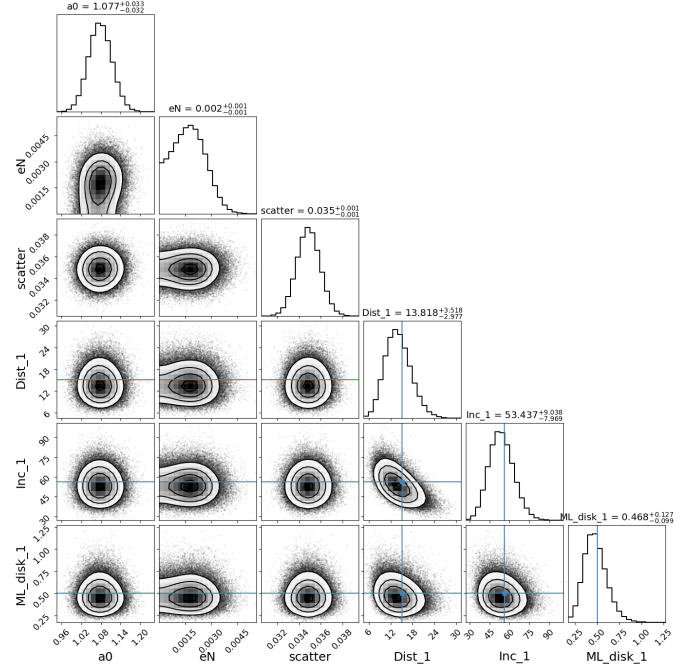 a0 = 1.077+0.033 −0.032
eN = 0.002+0.001 −0.001
eN
0.0045
0.0030
0.0015
scatter = 0.035+0.001 −0.001
scatter
0.038
0.036
0.034
0.032
Dist_1 = 13.818+3.518 −2.977
Dist_1
30
24
18
12
6
Inc_1 = 53.437+9.038 −7.969
Inc_1
90
75
60
45
30
ML_disk_1 = 0.468+0.127 −0.099
ML_disk_1
1.25
1.00
0.75
0.50
0.25
0.96 1.02 1.08 1.14 1.20
0.0015 0.0030 0.0045
0.032 0.034 0.036 0.038
6 12 18 24 30
30 45 60 75 90
0.25 0.50 0.75 1.00 1.25
a0 eN scatter Dist_1 Inc_1 ML_disk_1